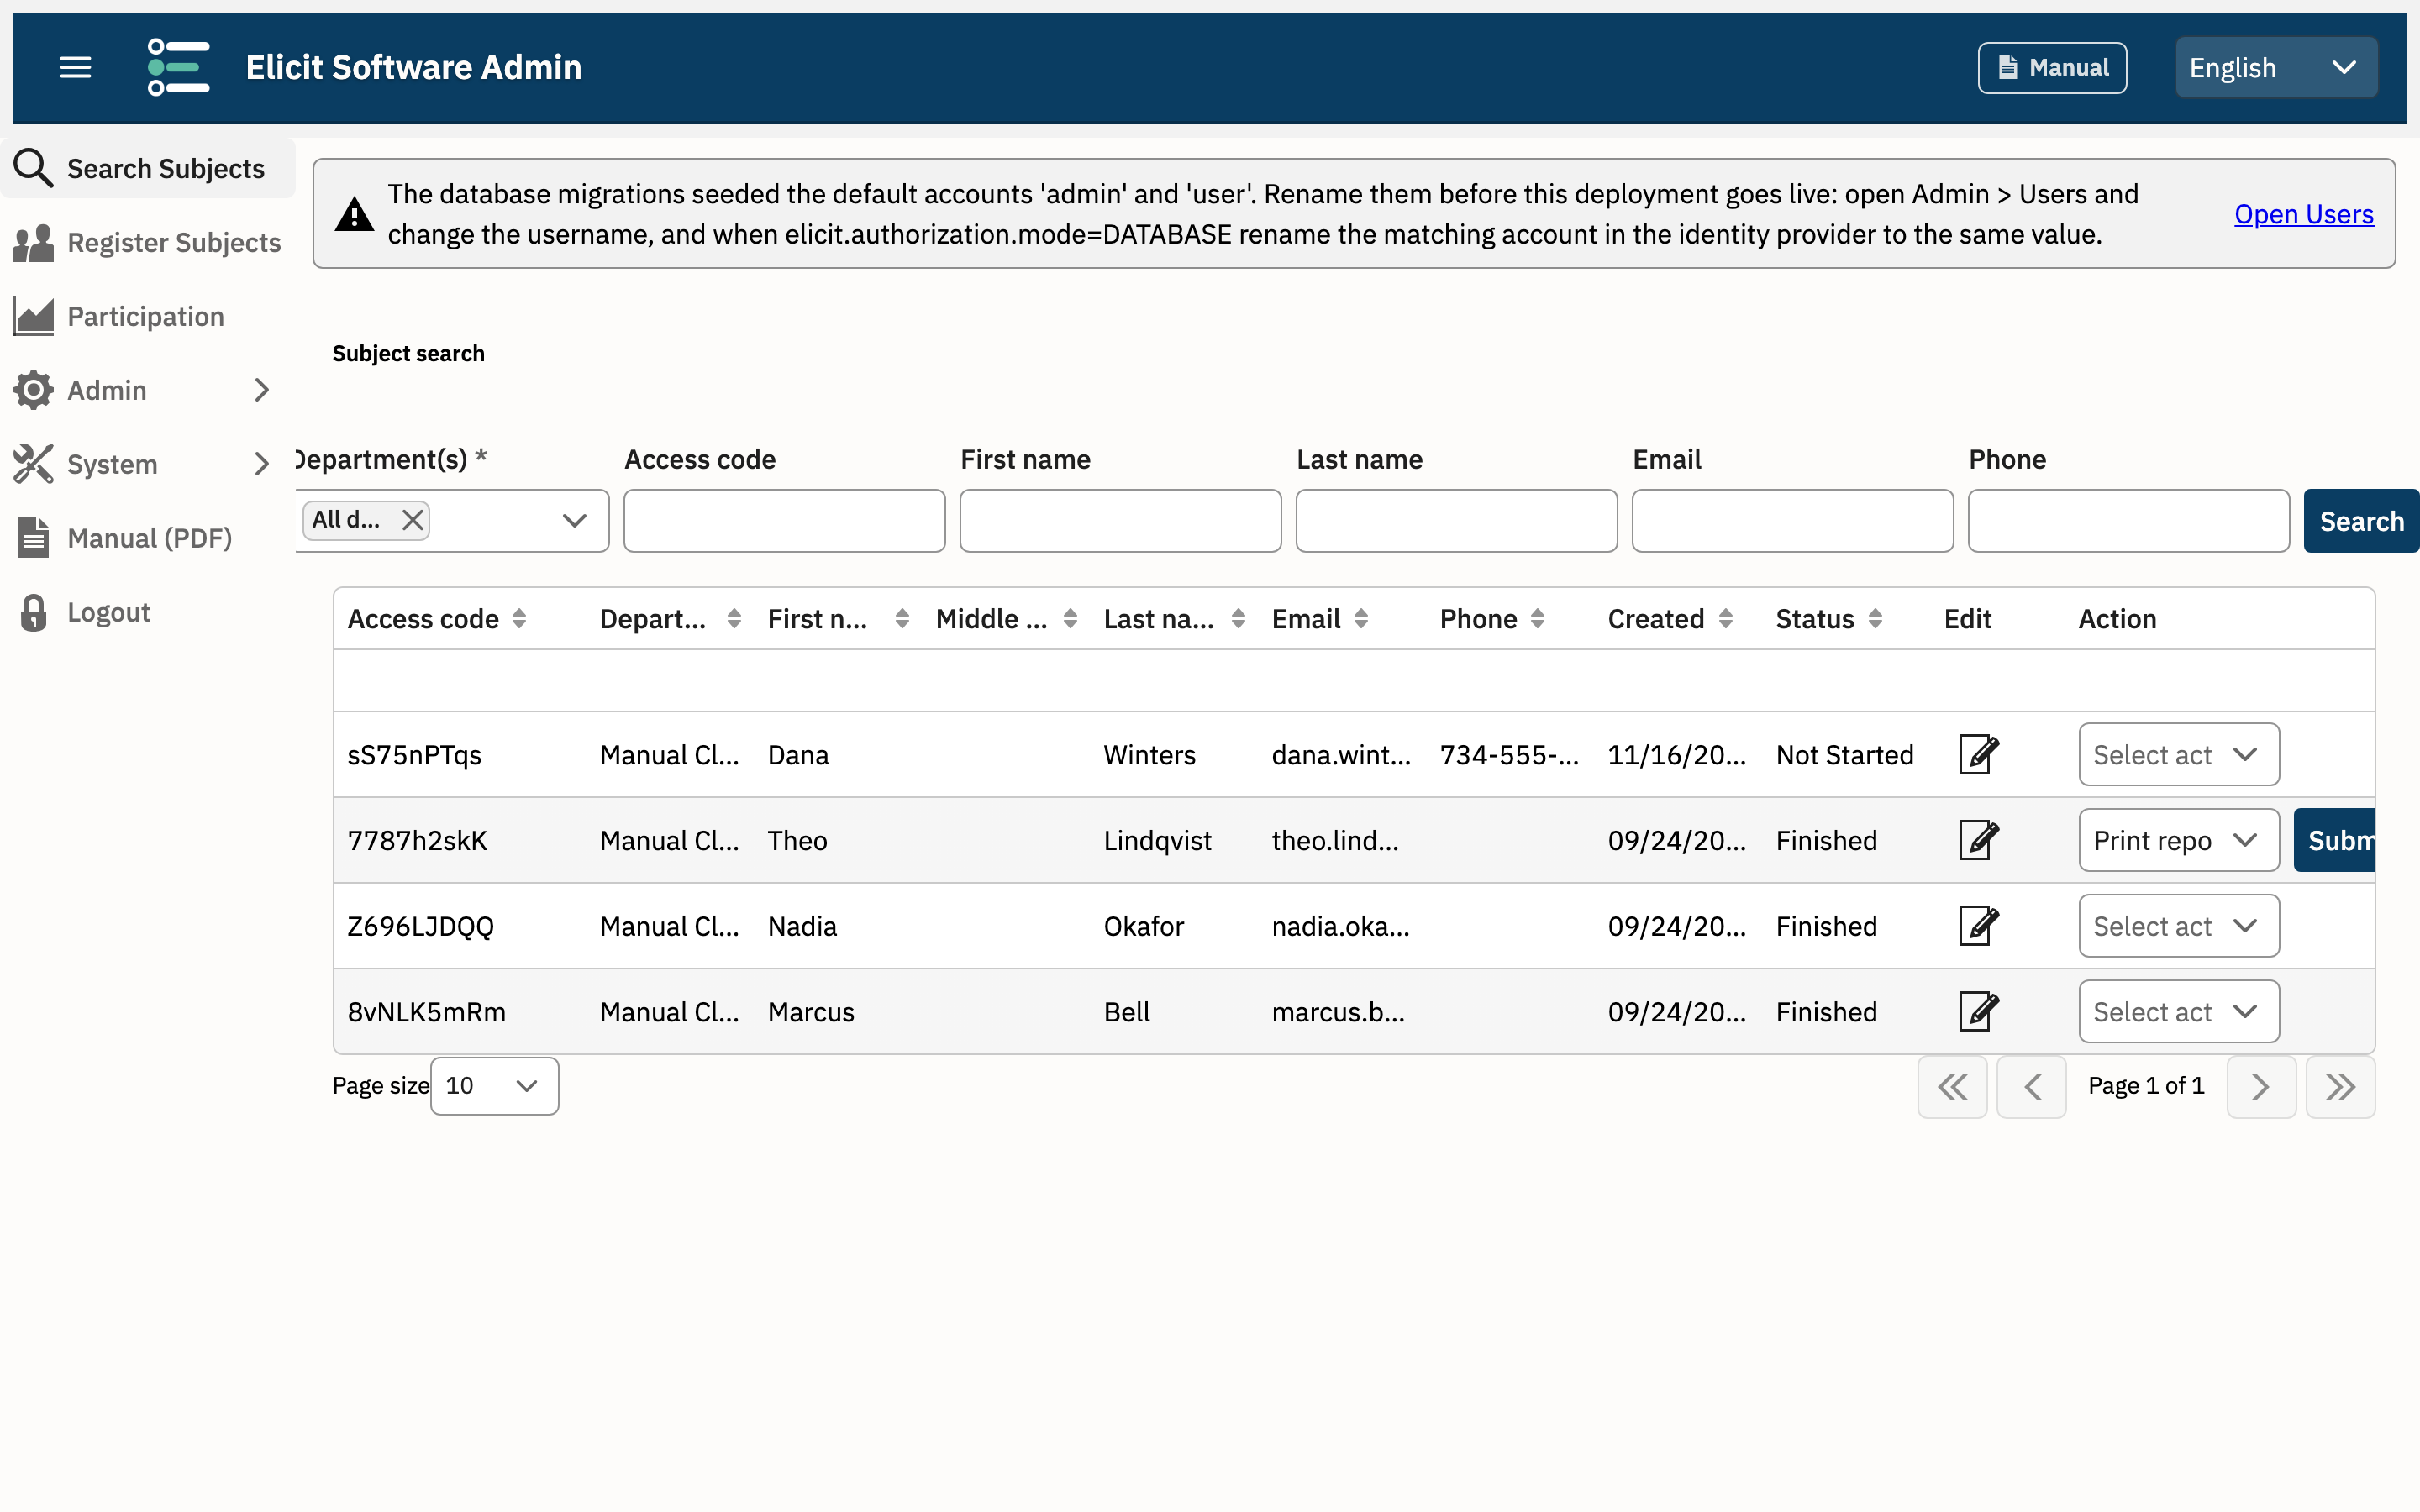 Elicit Software Admin
Manual
English
Search Subjects
Register Subjects
Participation
Admin
System
Manual (PDF)
Logout
The database migrations seeded the default accounts 'admin' and 'user'. Rename them before this deployment goes live: open Admin > Users and
change the username, and when elicit.authorization.mode=DATABASE rename the matching account in the identity provider to the same value.
Open Users
Subject search
Department(s) * Access code First name Last name Email Phone
All d... Search
Access code Depart... First n... Middle ... Last na... Email Phone Created Status Edit Action
sS75nPTqs Manual Cl... Dana Winters dana.wint... 734-555-... 11/16/20... Not Started Select act
7787h2skK Manual Cl... Theo Lindqvist theo.lind... 09/24/20... Finished Print repo Subm
Z696LJDQQ Manual Cl... Nadia Okafor nadia.oka... 09/24/20... Finished Select act
8vNLK5mRm Manual Cl... Marcus Bell marcus.b... 09/24/20... Finished Select act
Page size 10 Page 1 of 1